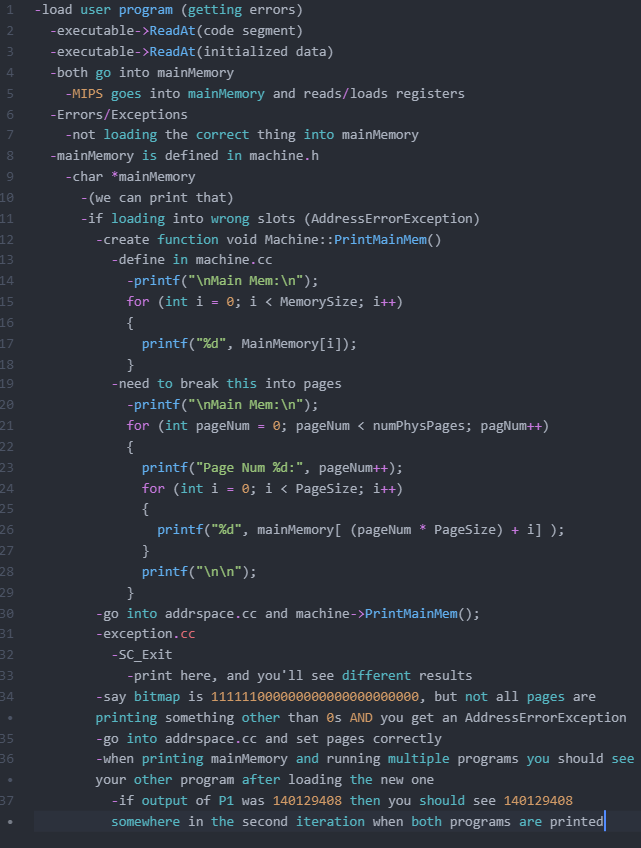 1 -load user program (getting errors)
2 -executable->ReadAt(code segment)
3 -executable->ReadAt(initialized data)
4 -both go into mainMemory
5 -MIPS goes into mainMemory and reads/loads registers
6 -Errors/Exceptions
7 -not loading the correct thing into mainMemory
8 -mainMemory is defined in machine.h
9 -char *mainMemory
10 -(we can print that)
11 -if loading into wrong slots (AddressErrorException)
12 -create function void Machine::PrintMainMem()
13 -define in machine.cc
14 -printf("\nMain Mem:\n");
15 for (int i = 0; i < MemorySize; i++)
16 {
17 printf("%d", MainMemory[i]);
18 }
19 -need to break this into pages
20 -printf("\nMain Mem:\n");
21 for (int pageNum = 0; pageNum < numPhysPages; pagNum++)
22 {
23 printf("Page Num %d:", pageNum++);
24 for (int i = 0; i < PageSize; i++)
25 {
26 printf("%d", mainMemory[ (pageNum * PageSize) + i] );
27 }
28 printf("\n\n");
29 }
30 -go into addrspace.cc and machine->PrintMainMem();
31 -exception.cc
32 -SC_Exit
33 -print here, and you'll see different results
34 -say bitmap is 111111000000000000000000000, but not all pages are
• printing something other than 0s AND you get an AddressErrorException
35 -go into addrspace.cc and set pages correctly
36 -when printing mainMemory and running multiple programs you should see
• your other program after loading the new one
37 -if output of P1 was 140129408 then you should see 140129408
• somewhere in the second iteration when both programs are printed